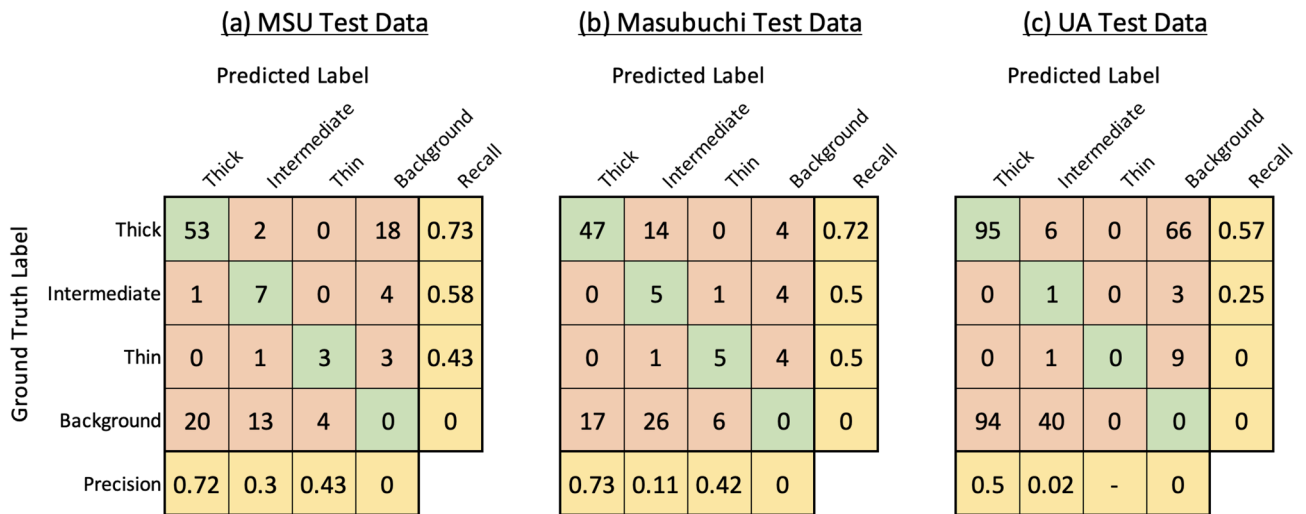 (a) MSU Test Data (b) Masubuchi Test Data (c) UA Test Data
Predicted Label Predicted Label Predicted Label
Thick Intermediate Thin Background Recall Thick Intermediate Thin Background Recall Thick Intermediate Thin Background Recall
Ground Truth Label
Thick 53 2 0 18 0.73 47 14 0 4 0.72 95 6 0 66 0.57
Intermediate 1 7 0 4 0.58 0 5 1 4 0.5 0 1 0 3 0.25
Thin 0 1 3 3 0.43 0 1 5 4 0.5 0 1 0 9 0
Background 20 13 4 0 0 17 26 6 0 0 94 40 0 0 0
Precision 0.72 0.3 0.43 0 0.73 0.11 0.42 0 0.5 0.02 - 0